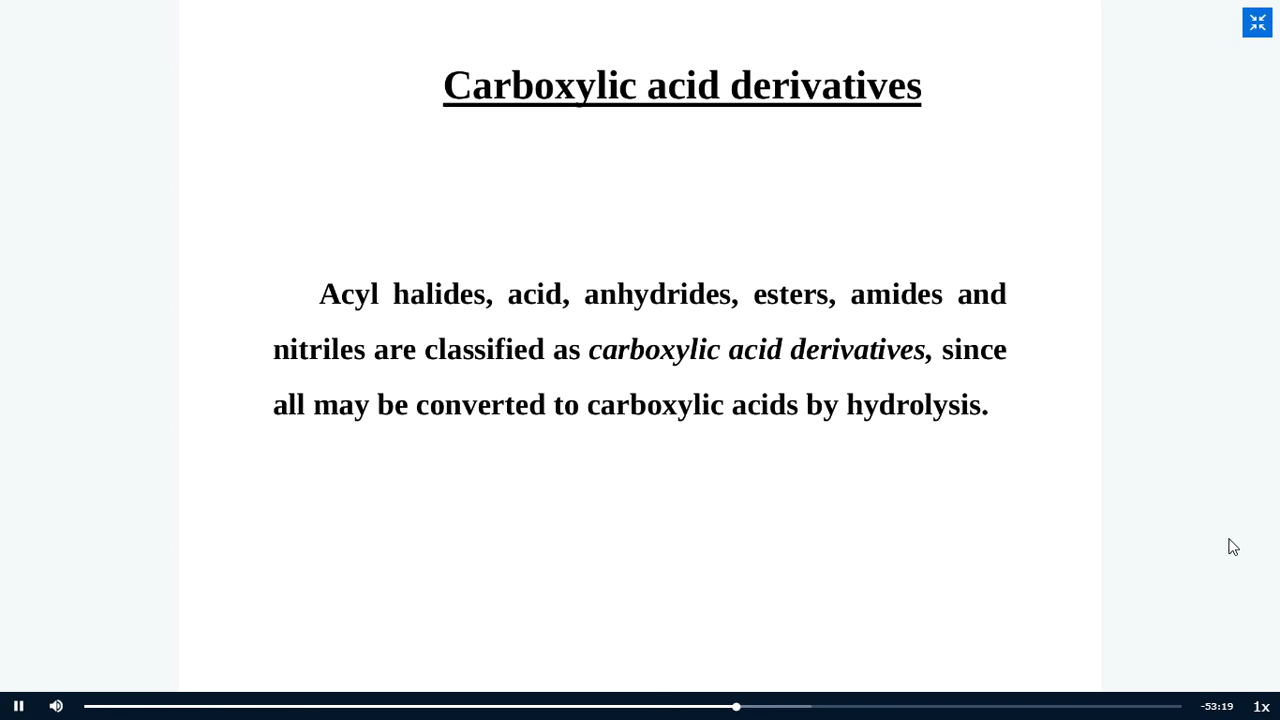 Carboxylic acid derivatives
Acyl halides, acid, anhydrides, esters, amides and
nitriles are classified as carboxylic acid derivatives, since
all may be converted to carboxylic acids by hydrolysis.
-53:19
1x